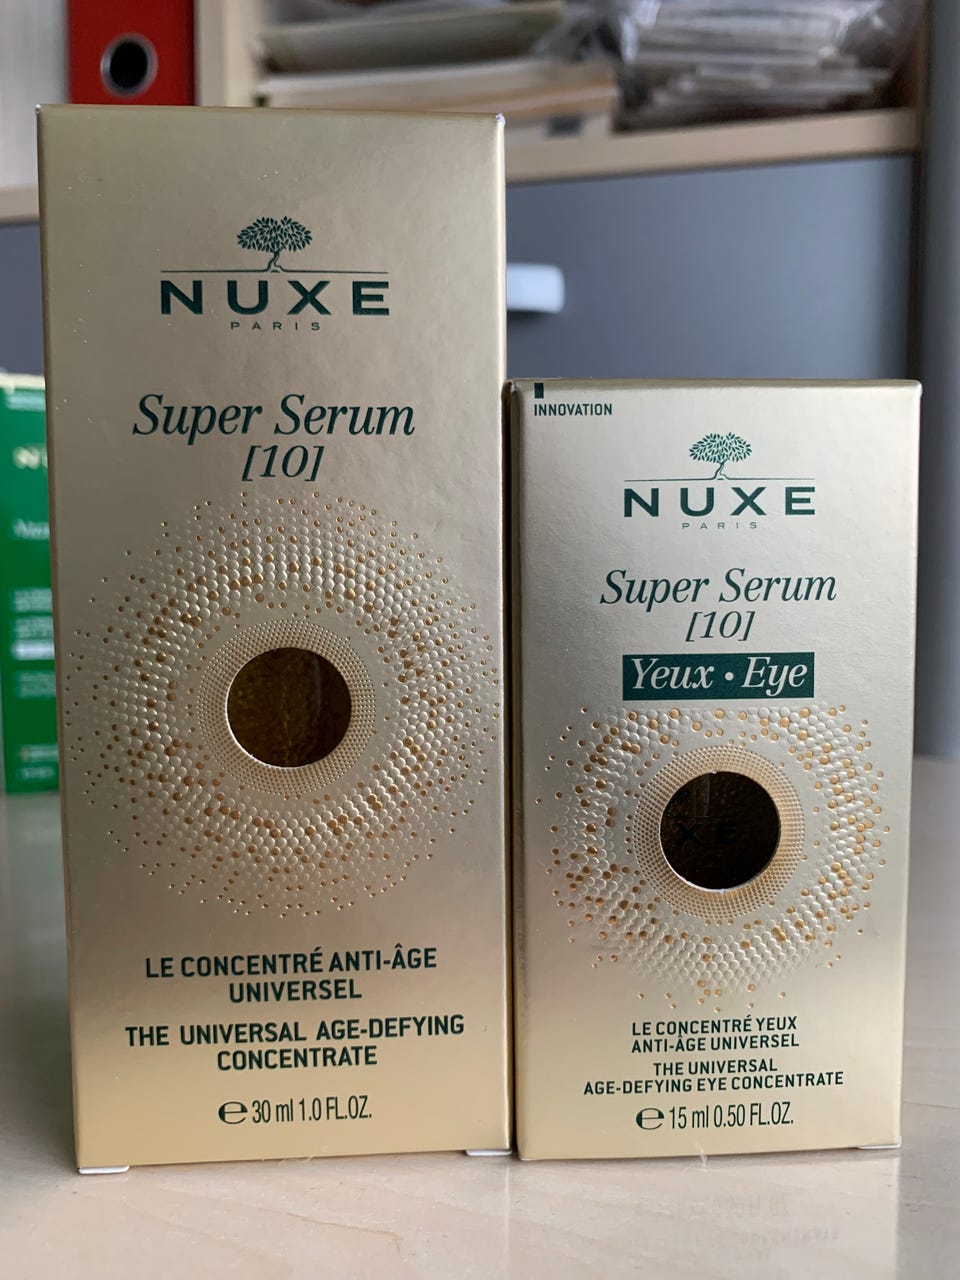 NUXE
PARIS
Super Serum
[10]
LE CONCENTRÉ ANTI-ÂGE
UNIVERSEL
THE UNIVERSAL AGE-DEFYING
CONCENTRATE
℮ 30 ml 1.0 FL.OZ.
INNOVATION
NUXE
PARIS
Super Serum
[10]
Yeux · Eye
X E
LE CONCENTRÉ YEUX
ANTI-ÂGE UNIVERSEL
THE UNIVERSAL
AGE-DEFYING EYE CONCENTRATE
℮ 15 ml 0.50 FL.OZ.